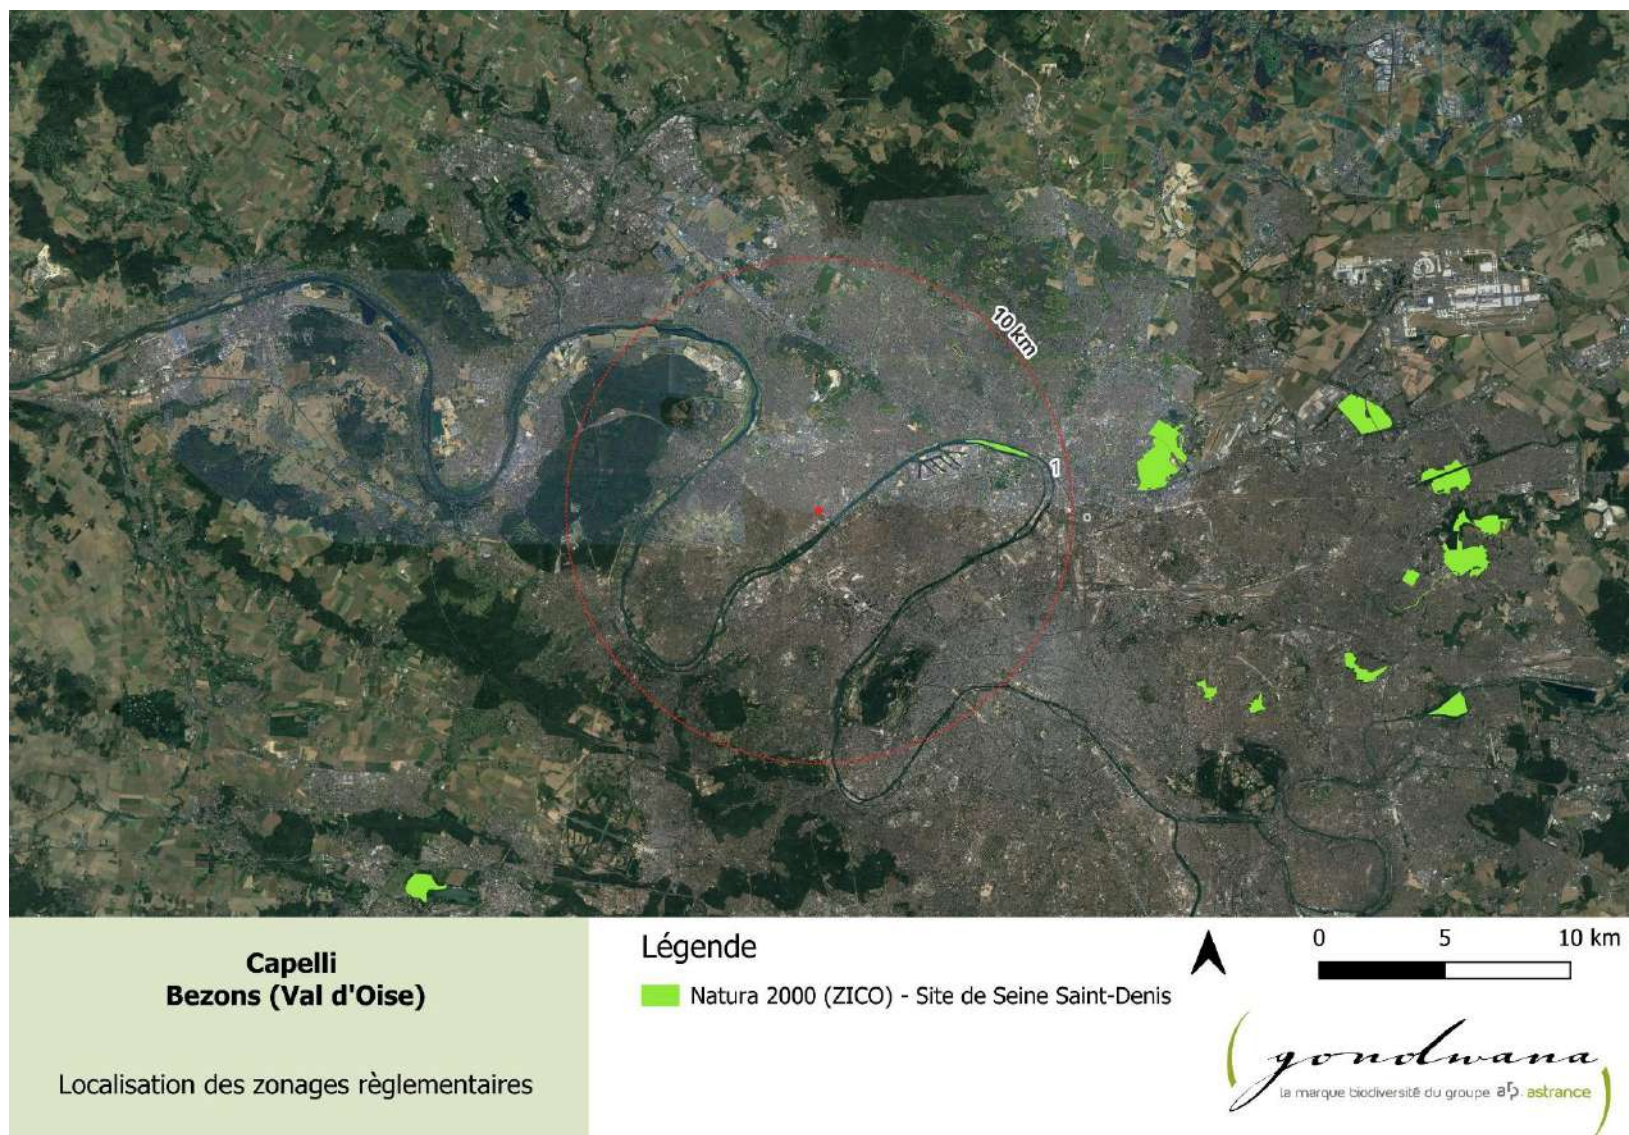 10 km
1
Capelli
Bezons (Val d'Oise)
Localisation des zonages règlementaires
Légende
Natura 2000 (ZICO) - Site de Seine Saint-Denis
0 5 10 km
gondwana
la marque biodiversité du groupe arp. astrance